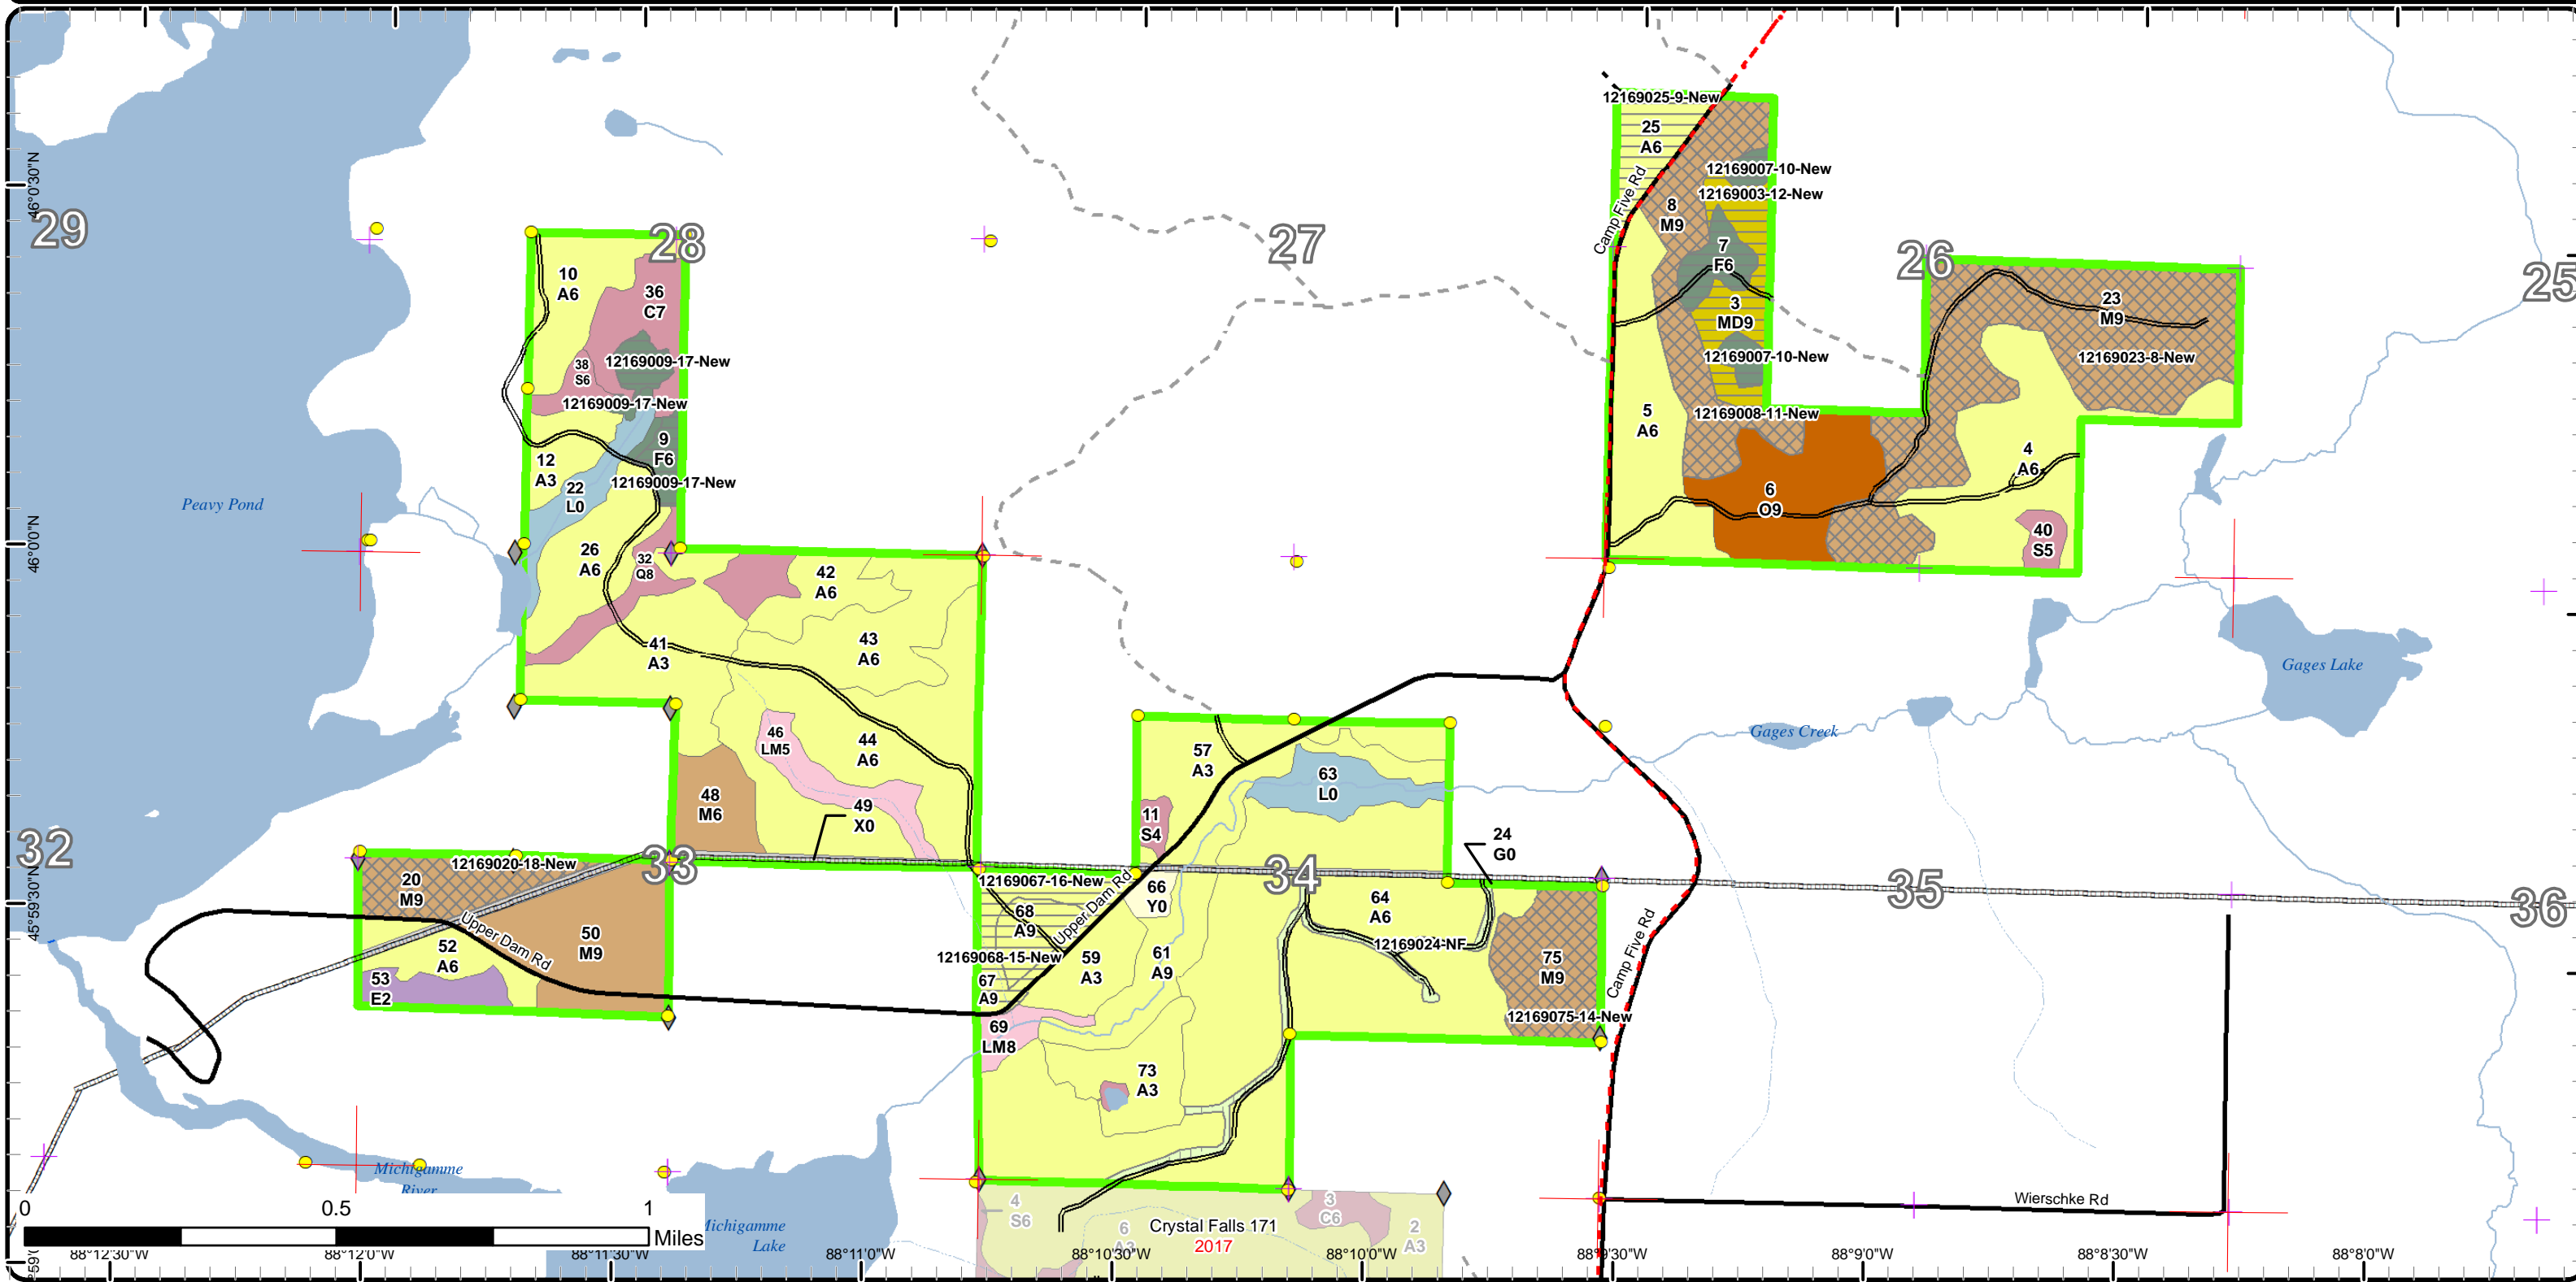 12169025-9-New
25
A6
46°0'30"N
12169007-10-New
12169003-12-New
Camp Five Rd
8
M9
29
28
27
26
25
7
F6
10
A6
36
C7
3
MD9
23
M9
12169009-17-New
12169007-10-New
12169023-8-New
38
S6
12169009-17-New
12169008-11-New
5
A6
9
F6
4
A6
12
A3
12169009-17-New
22
L0
6
O9
Peavy Pond
46°0'0"N
40
S5
26
A6
32
Q8
42
A6
41
A3
43
A6
Gages Lake
Gages Creek
46
LM5
44
A6
57
A3
63
L0
48
M6
49
X0
11
S4
24
G0
32
33
34
35
36
12169020-18-New
12169067-16-New
20
M9
66
Y0
64
A6
45°59'30"N
68
A9
Upper Dam Rd
Upper Dam Rd
50
M9
52
A6
12169024-NF
12169068-15-New
59
A3
61
A9
75
M9
Camp Five Rd
53
E2
67
A9
12169075-14-New
69
LM8
73
A3
Michigamme
River
4
S6
3
C6
Wierschke Rd
0
0.5
1
Miles
Michigamme
Lake
6
A3
Crystal Falls 171
2017
2
A3
88°12'30"W
88°12'0"W
88°11'30"W
88°11'0"W
88°10'30"W
88°10'0"W
88°9'30"W
88°9'0"W
88°8'30"W
88°8'0"W